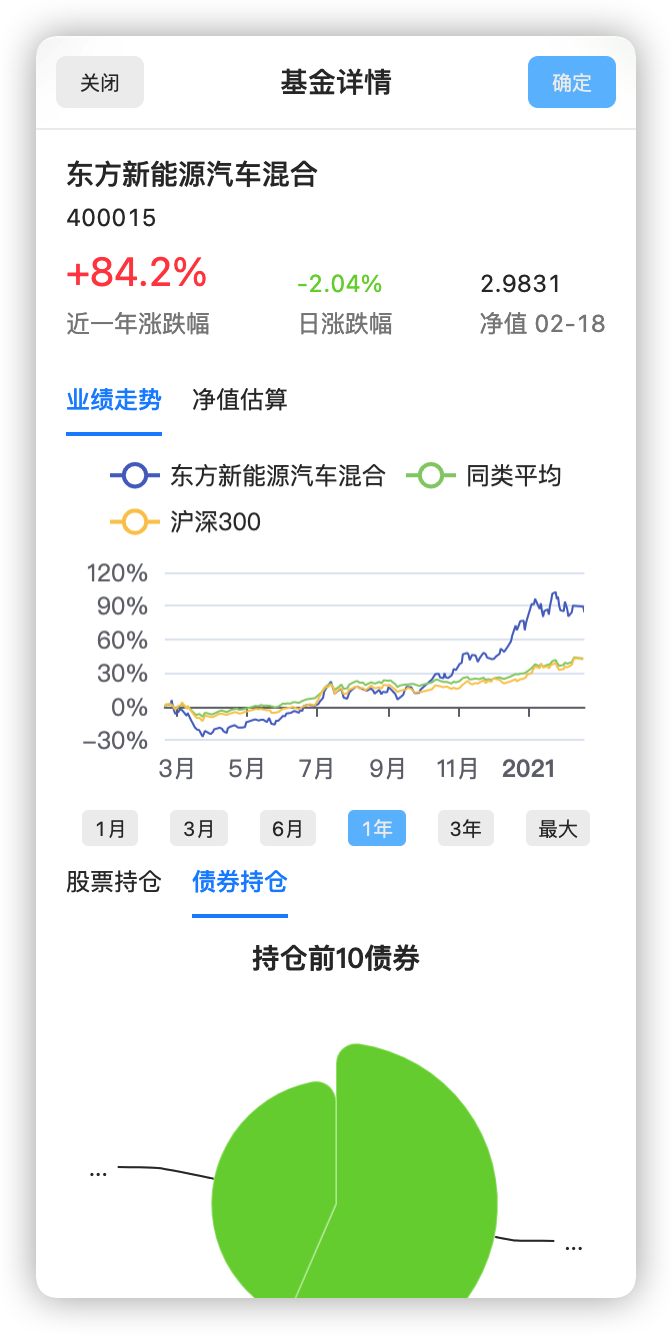 关闭 基金详情 确定
东方新能源汽车混合
400015
+84.2% -2.04% 2.9831
近一年涨跌幅 日涨跌幅 净值 02-18
业绩走势 净值估算
东方新能源汽车混合 同类平均
沪深300
120%
90%
60%
30%
0%
−30%
3月 5月 7月 9月 11月 2021
1月 3月 6月 1年 3年 最大
股票持仓 债券持仓
持仓前10债券
...
...